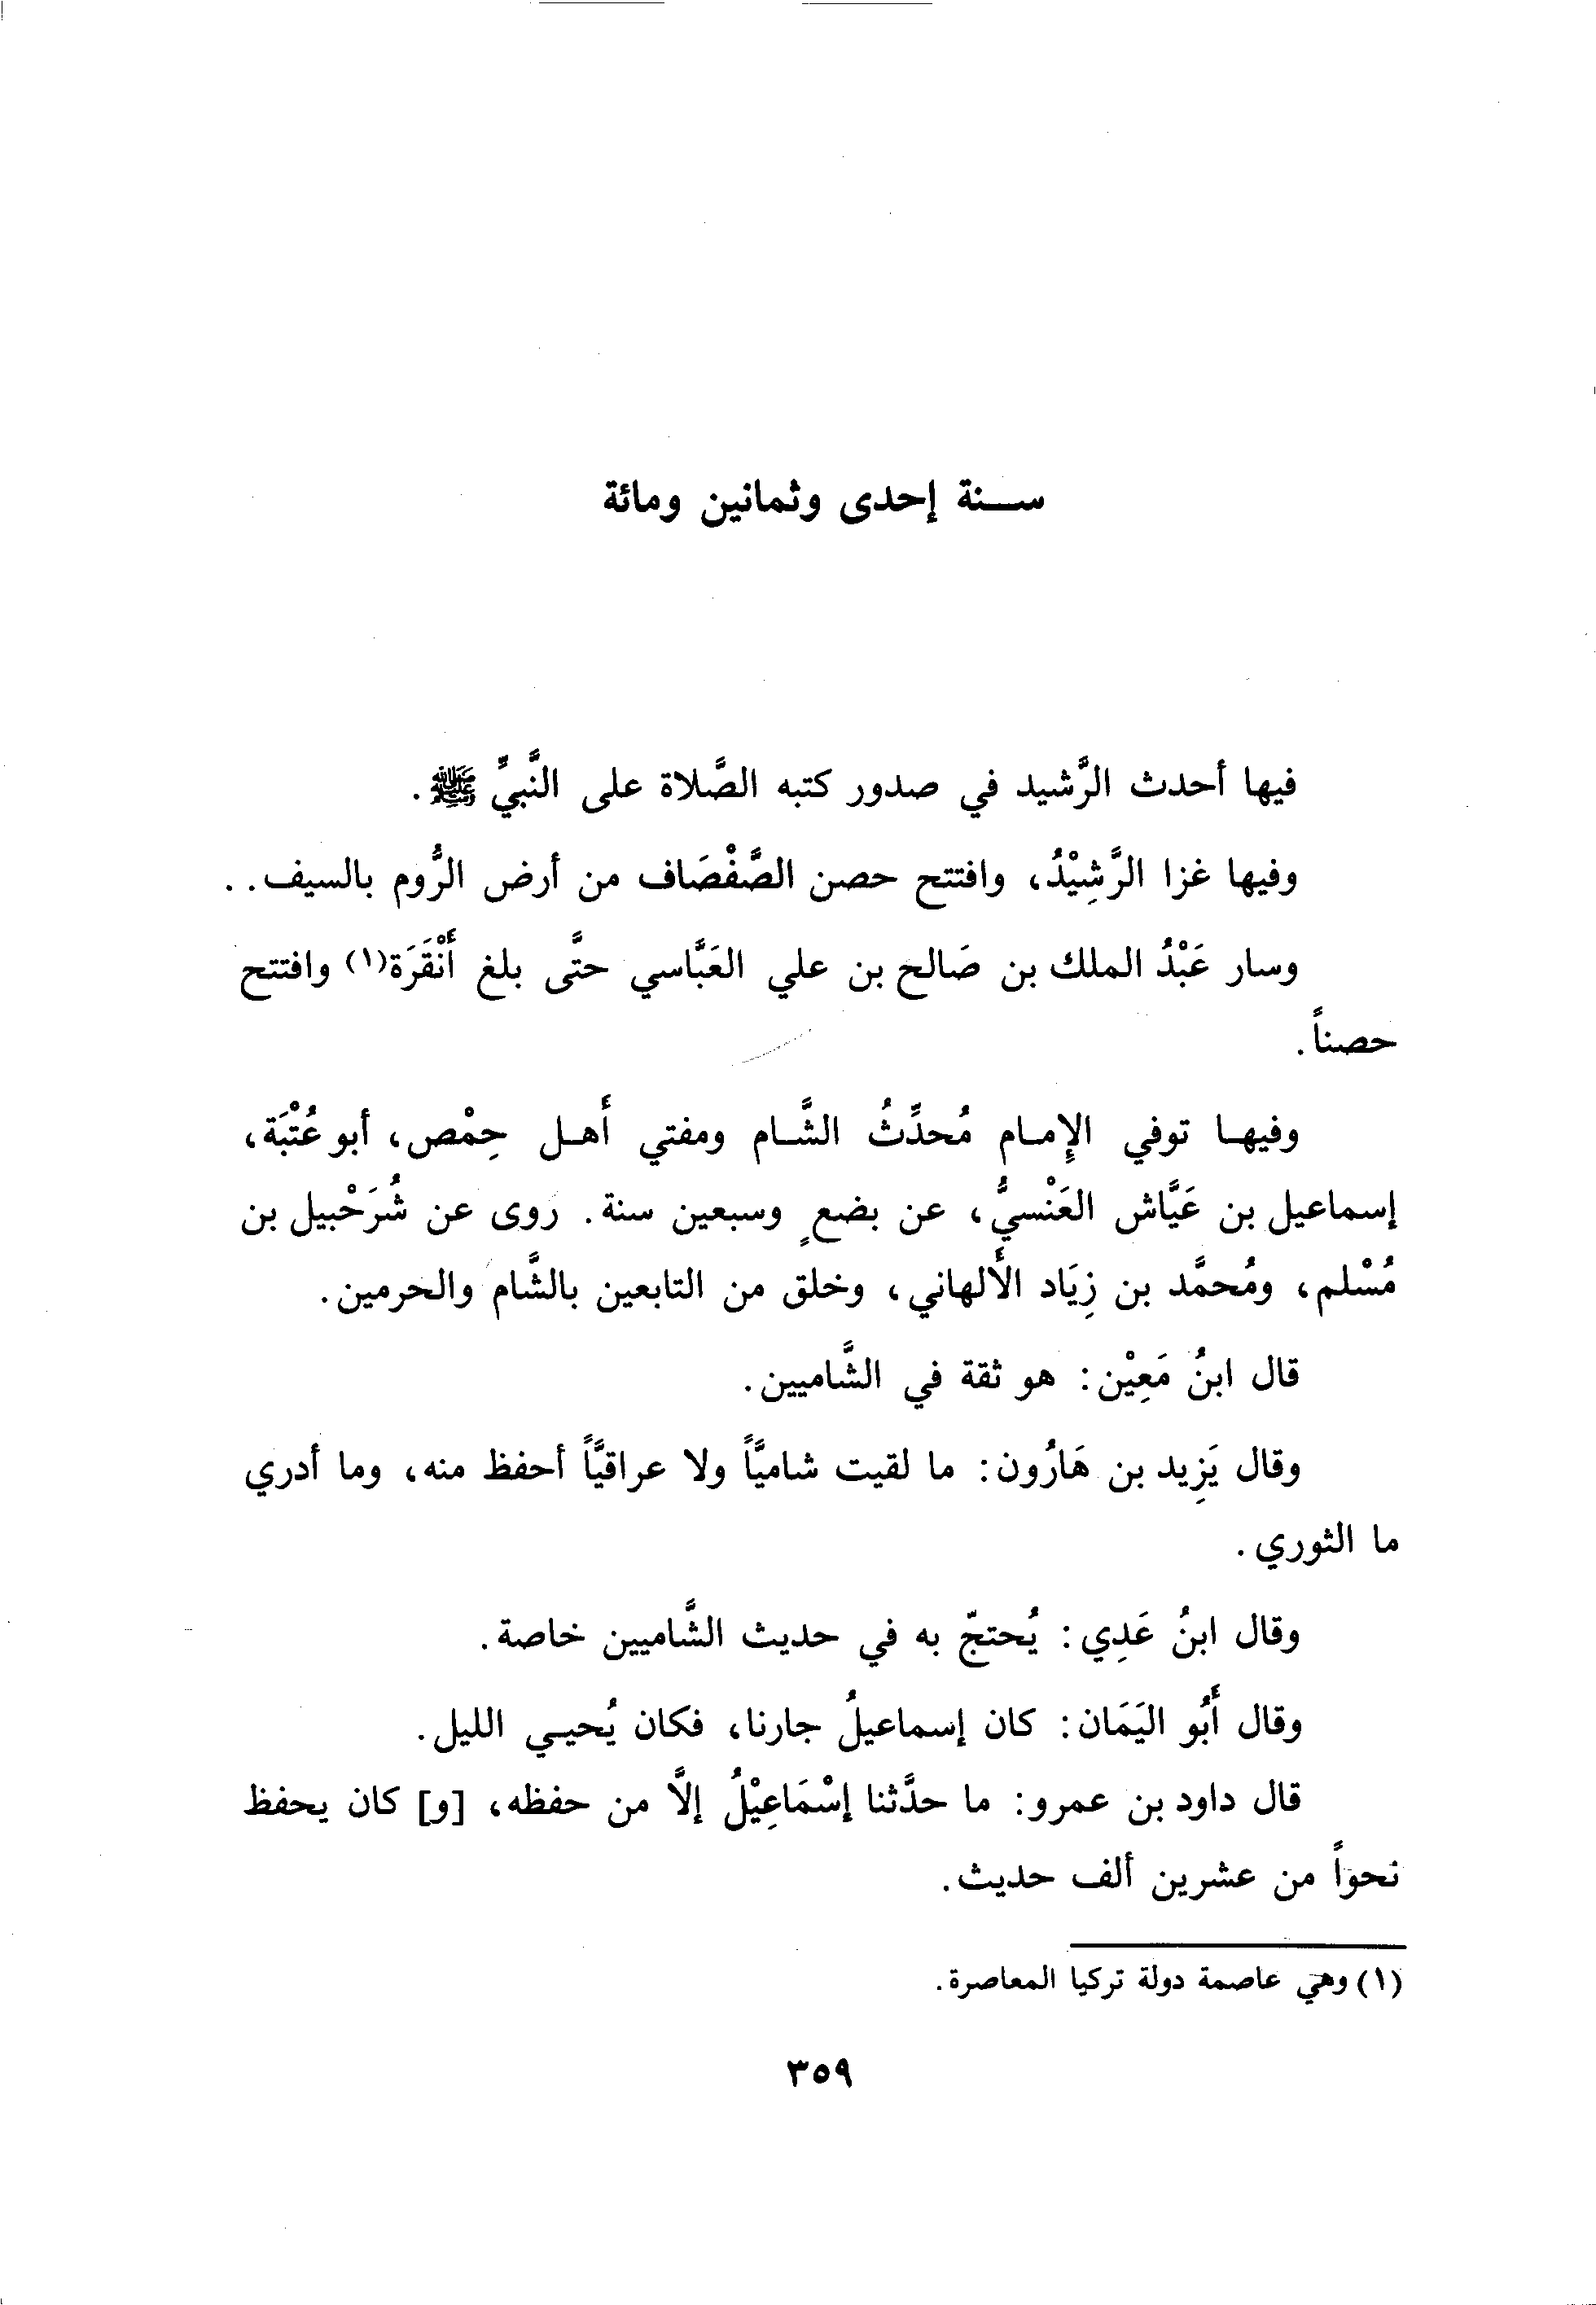 سنة إحدى وثمانين ومائة
فيها أحدث الرَّشيد في صدور كتبه الصَّلاة على النَّبيِّ ﷺ.
وفيها غزا الرَّشِيْدُ، وافتتح حصن الصَّفْصَاف من أرض الرُّوم بالسيف..
وسار عَبْدُ الملك بن صَالح بن علي العَبَّاسي حتَّى بلغ أَنْقَرَة(١) وافتتح
حصناً.
وفيها توفي الإِمام مُحدِّثُ الشَّام ومفتي أَهل حِمْص، أبو عُتْبَة،
إسماعيل بن عَيَّاش العَنْسيُّ، عن بضعٍ وسبعين سنة. روى عن شُرَحْبيل بن
مُسْلم، ومُحمَّد بن زِيَاد الأَلهاني، وخلق من التابعين بالشَّام والحرمين.
قال ابنُ مَعِيْن: هو ثقة في الشَّاميين.
وقال يَزِيد بن هَارُون: ما لقيت شاميَّاً ولا عراقيَّاً أحفظ منه، وما أدري
ما الثوري.
وقال ابنُ عَدِي: يُحتجّ به في حديث الشَّاميين خاصة.
وقال أَبُو اليَمَان: كان إسماعيلُ جارنا، فكان يُحيي الليل.
قال داود بن عمرو: ما حدَّثنا إسْمَاعِيْلُ إلاَّ من حفظه، [و] كان يحفظ
نحواً من عشرين ألف حديث.
(١) وهي عاصمة دولة تركيا المعاصرة.
٣٥٩